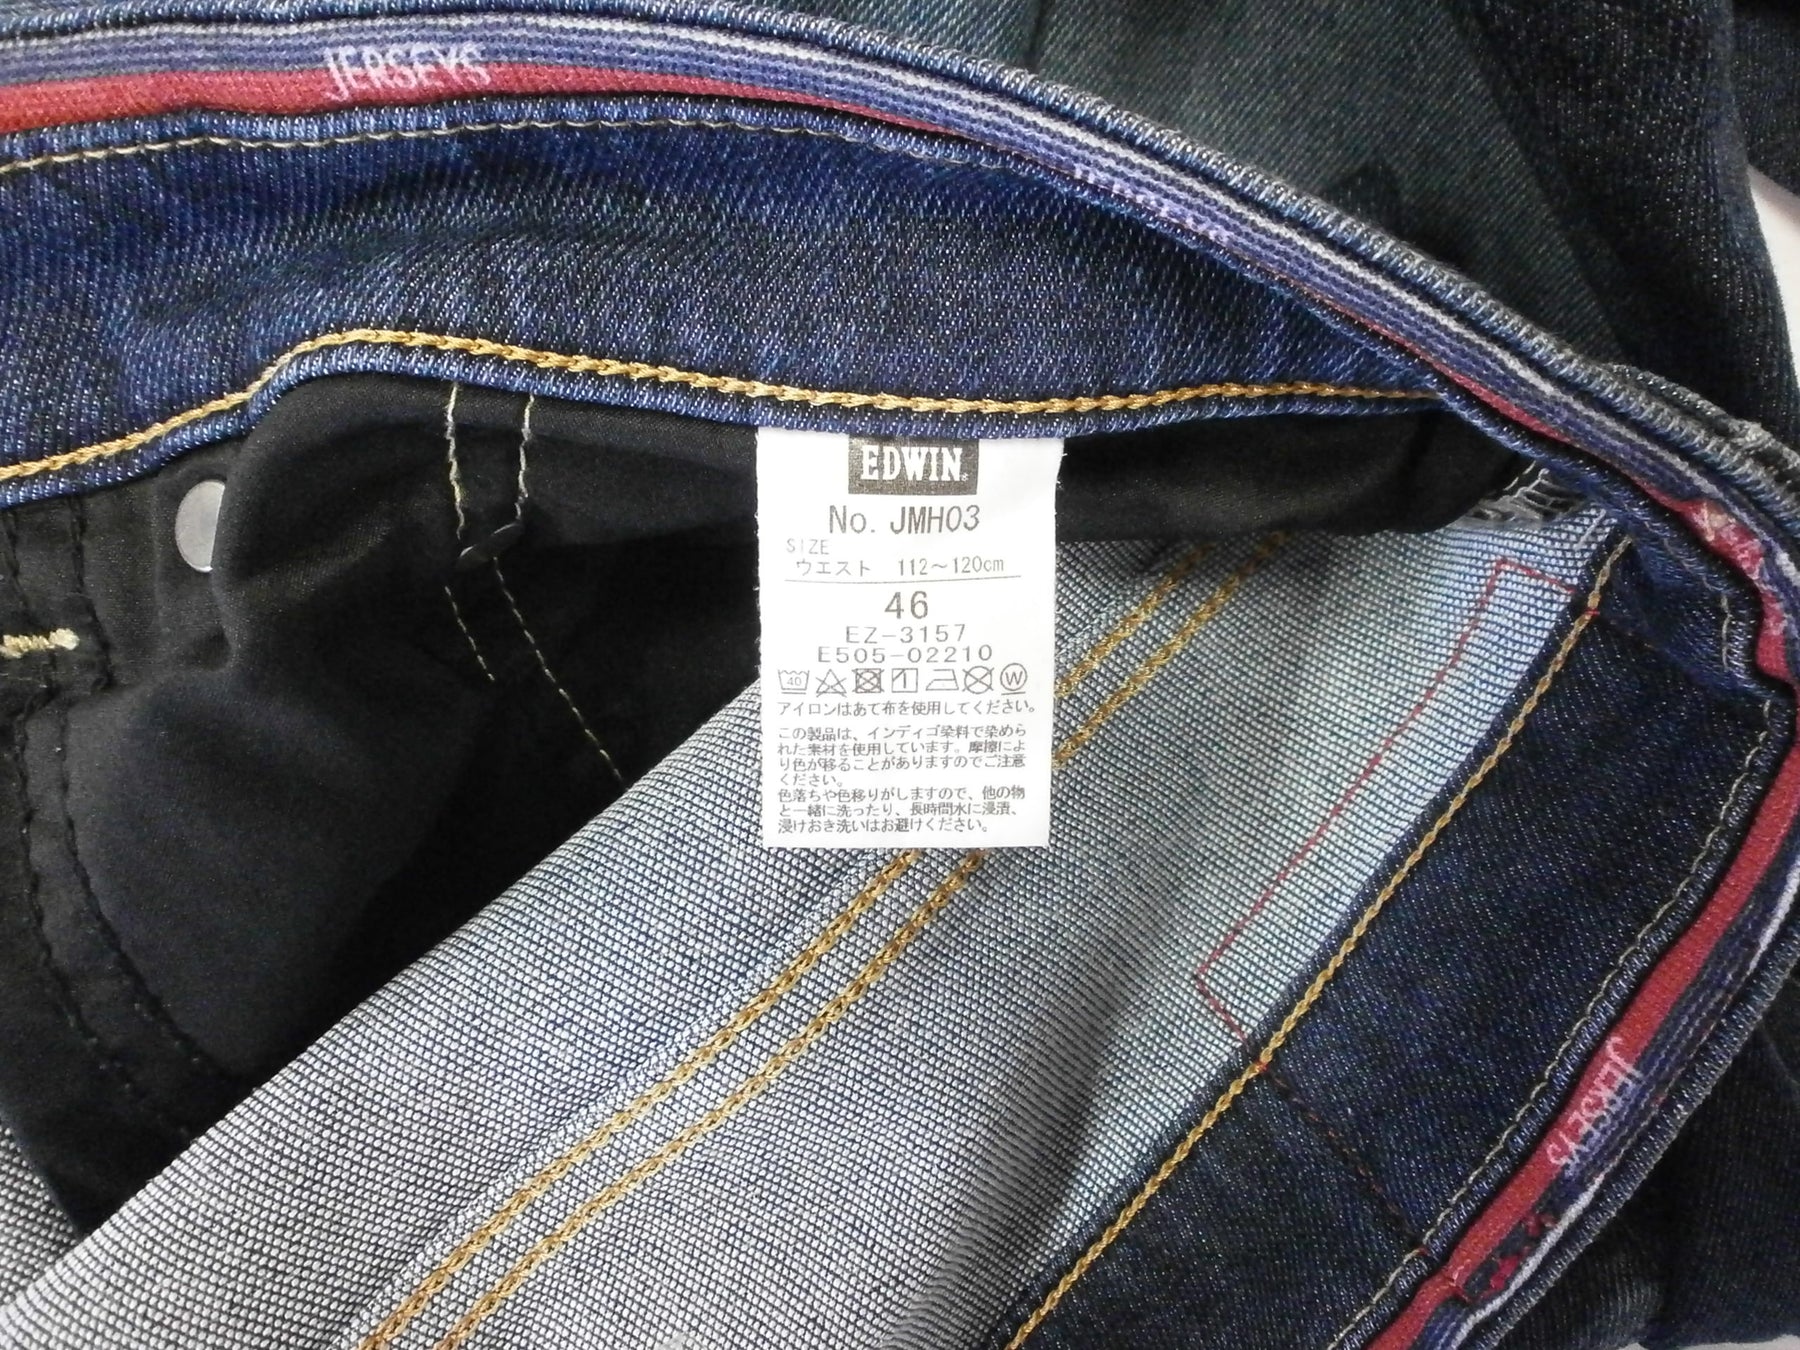 JERSEYS
EDWIN
No. JMH03
SIZE
ウエスト 112～120cm
46
EZ-3157
E505-02210
40 1 W
アイロンはあて布を使用してください。
この製品は、インディゴ染料で染めら
れた素材を使用しています。摩擦によ
り色が移ることがありますのでご注意
ください。
色落ちや色移りがしますので、他の物
と一緒に洗ったり、長時間水に浸漬、
浸けおき洗いはお避けください。
JERSEYS